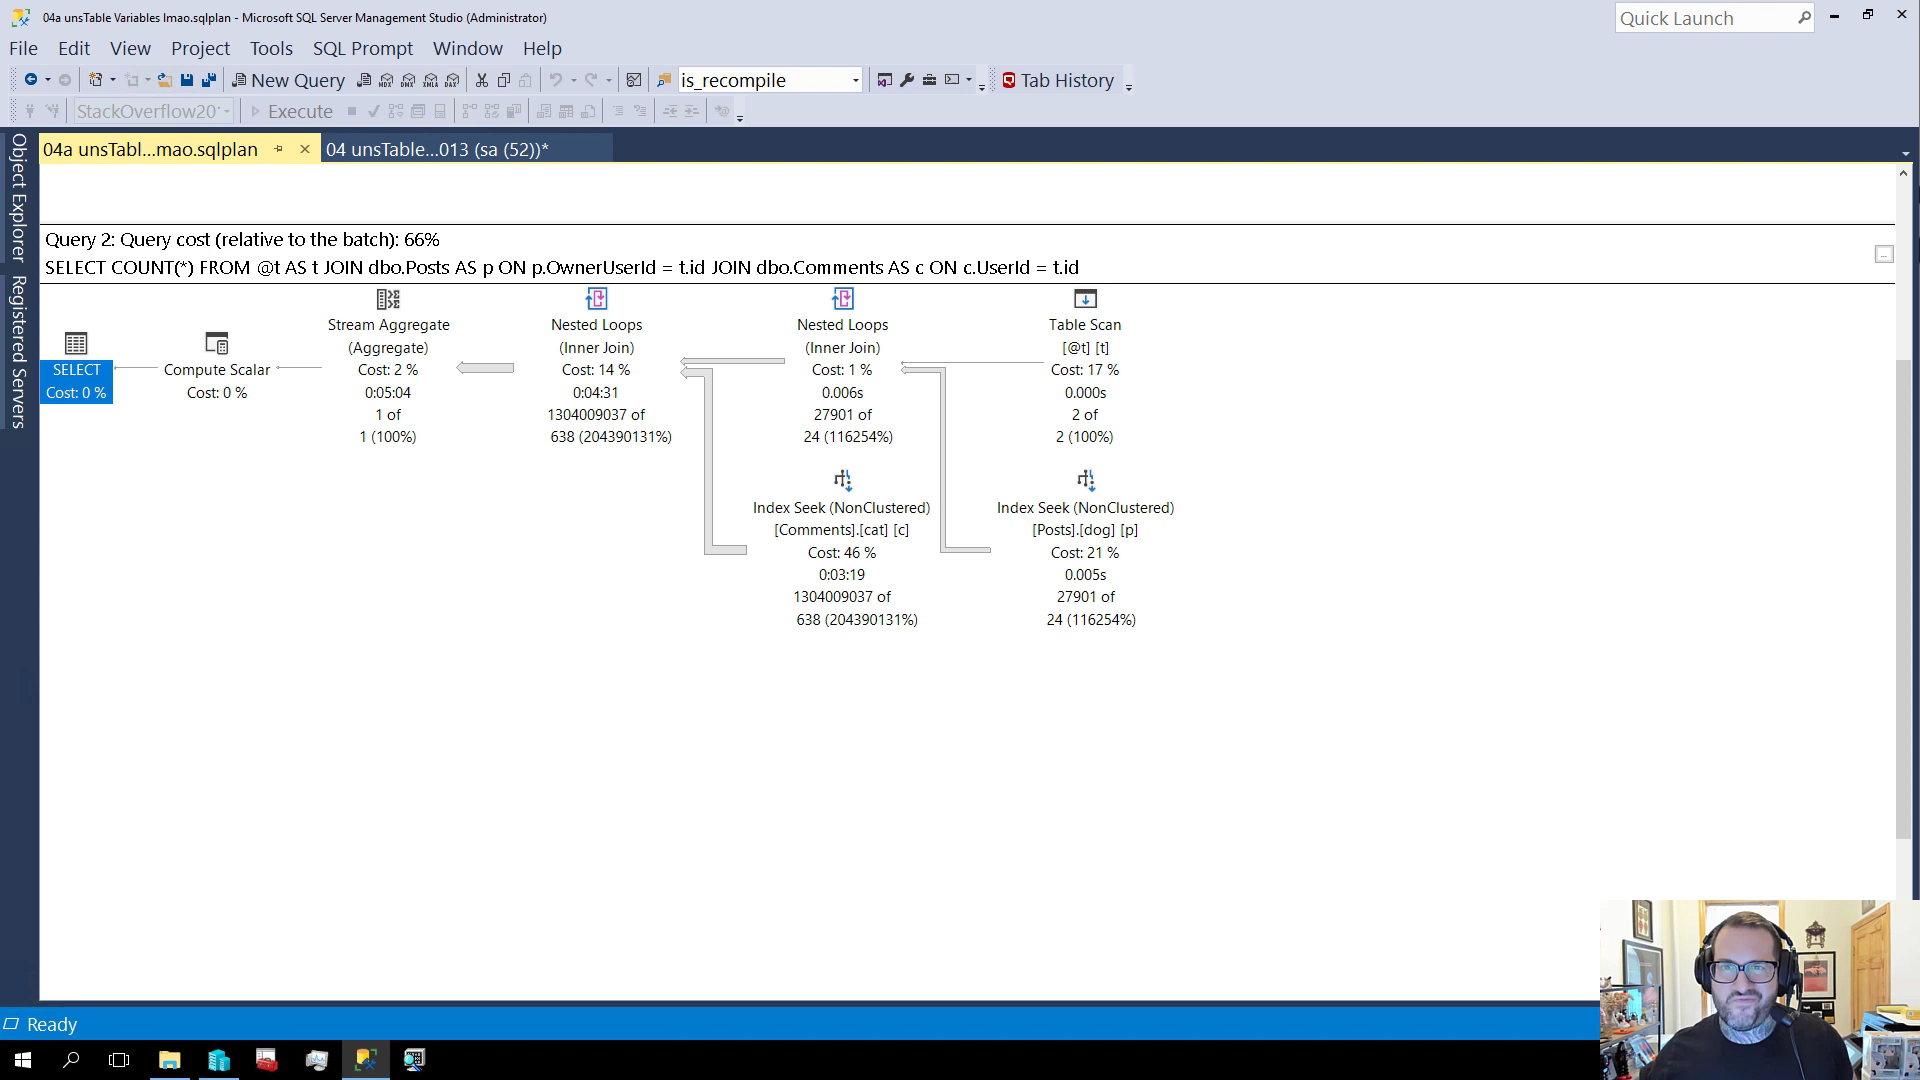 04a unsTable Variables lmao.sqlplan - Microsoft SQL Server Management Studio (Administrator)
Quick Launch
File Edit View Project Tools SQL Prompt Window Help
New Query
is_recompile
Tab History
StackOverflow20
Execute
Object Explorer
Registered Servers
04a unsTabl...mao.sqlplan
04 unsTable...013 (sa (52))*
Query 2: Query cost (relative to the batch): 66%
SELECT COUNT(*) FROM @t AS t JOIN dbo.Posts AS p ON p.OwnerUserId = t.id JOIN dbo.Comments AS c ON c.UserId = t.id
SELECT
Cost: 0 %
Compute Scalar
Cost: 0 %
Stream Aggregate
(Aggregate)
Cost: 2 %
0:05:04
1 of
1 (100%)
Nested Loops
(Inner Join)
Cost: 14 %
0:04:31
1304009037 of
638 (204390131%)
Nested Loops
(Inner Join)
Cost: 1 %
0.006s
27901 of
24 (116254%)
Table Scan
[@t] [t]
Cost: 17 %
0.000s
2 of
2 (100%)
Index Seek (NonClustered)
[Comments].[cat] [c]
Cost: 46 %
0:03:19
1304009037 of
638 (204390131%)
Index Seek (NonClustered)
[Posts].[dog] [p]
Cost: 21 %
0.005s
27901 of
24 (116254%)
Ready